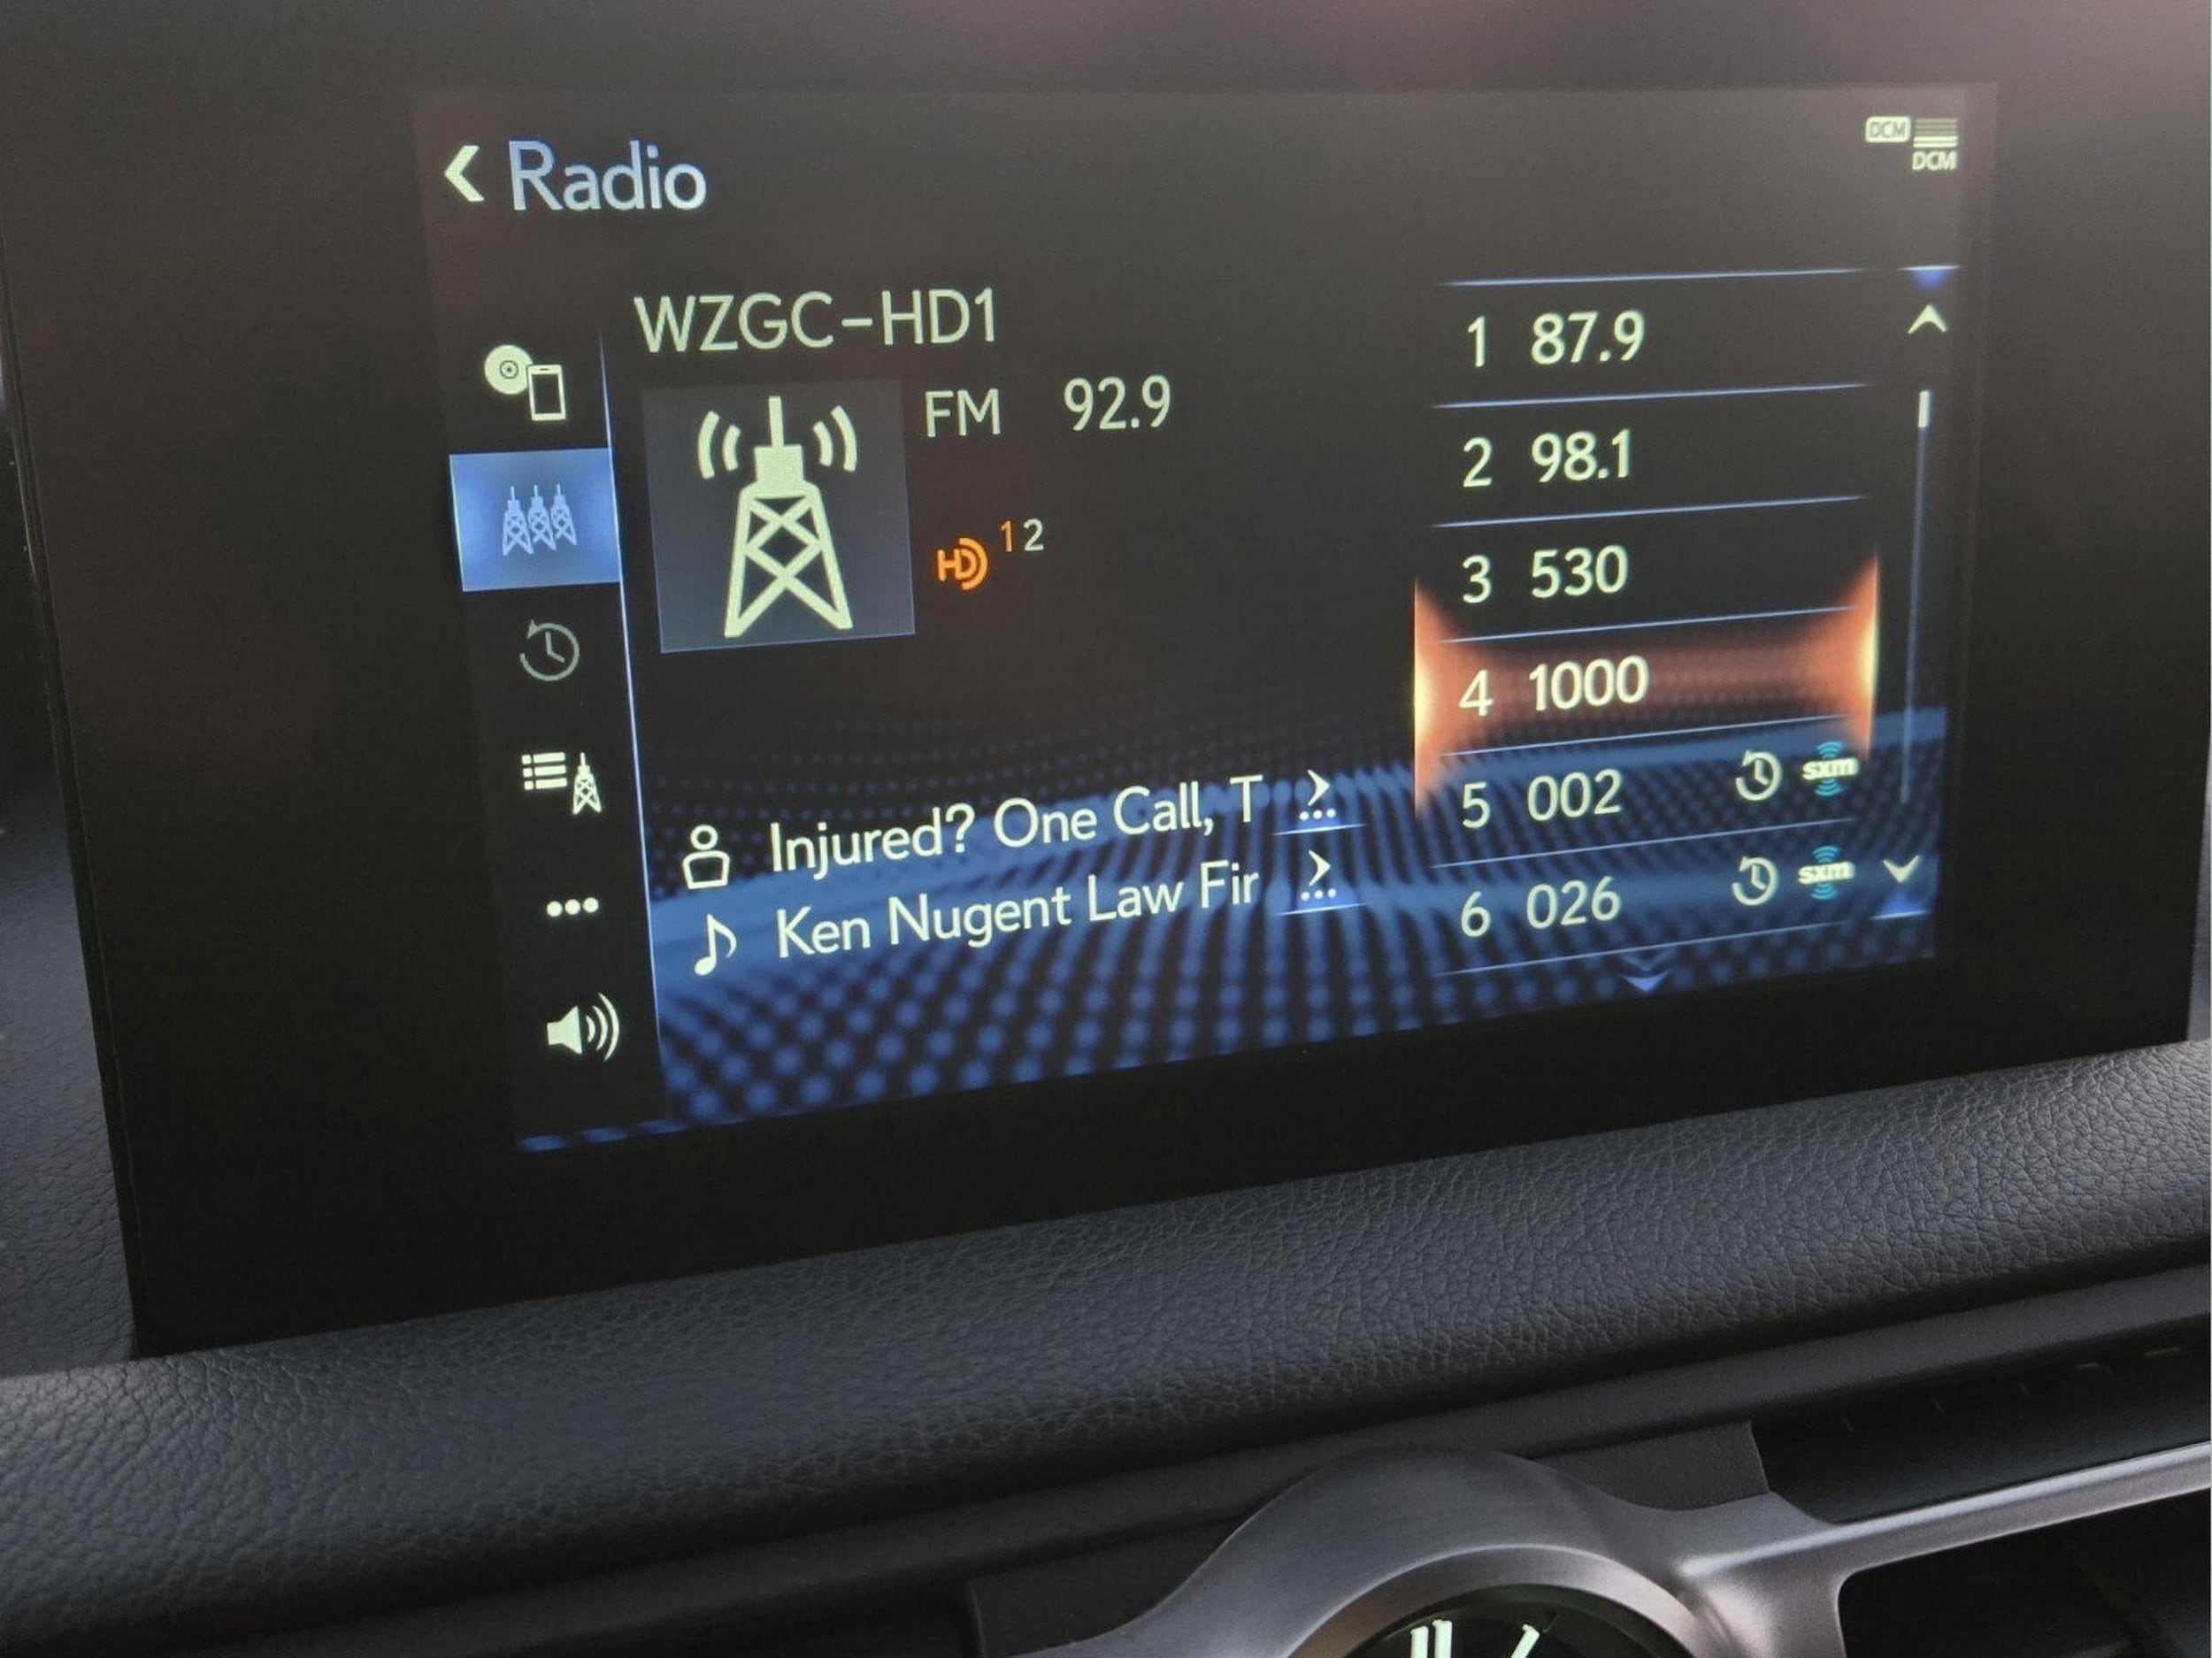 Radio
DCM
DCM
WZGC-HD1
FM 92.9
HD 1 2
Injured? One Call, T
Ken Nugent Law Fir
1 87.9
2 98.1
3 530
4 1000
5 002 sxm
6 026 sxm